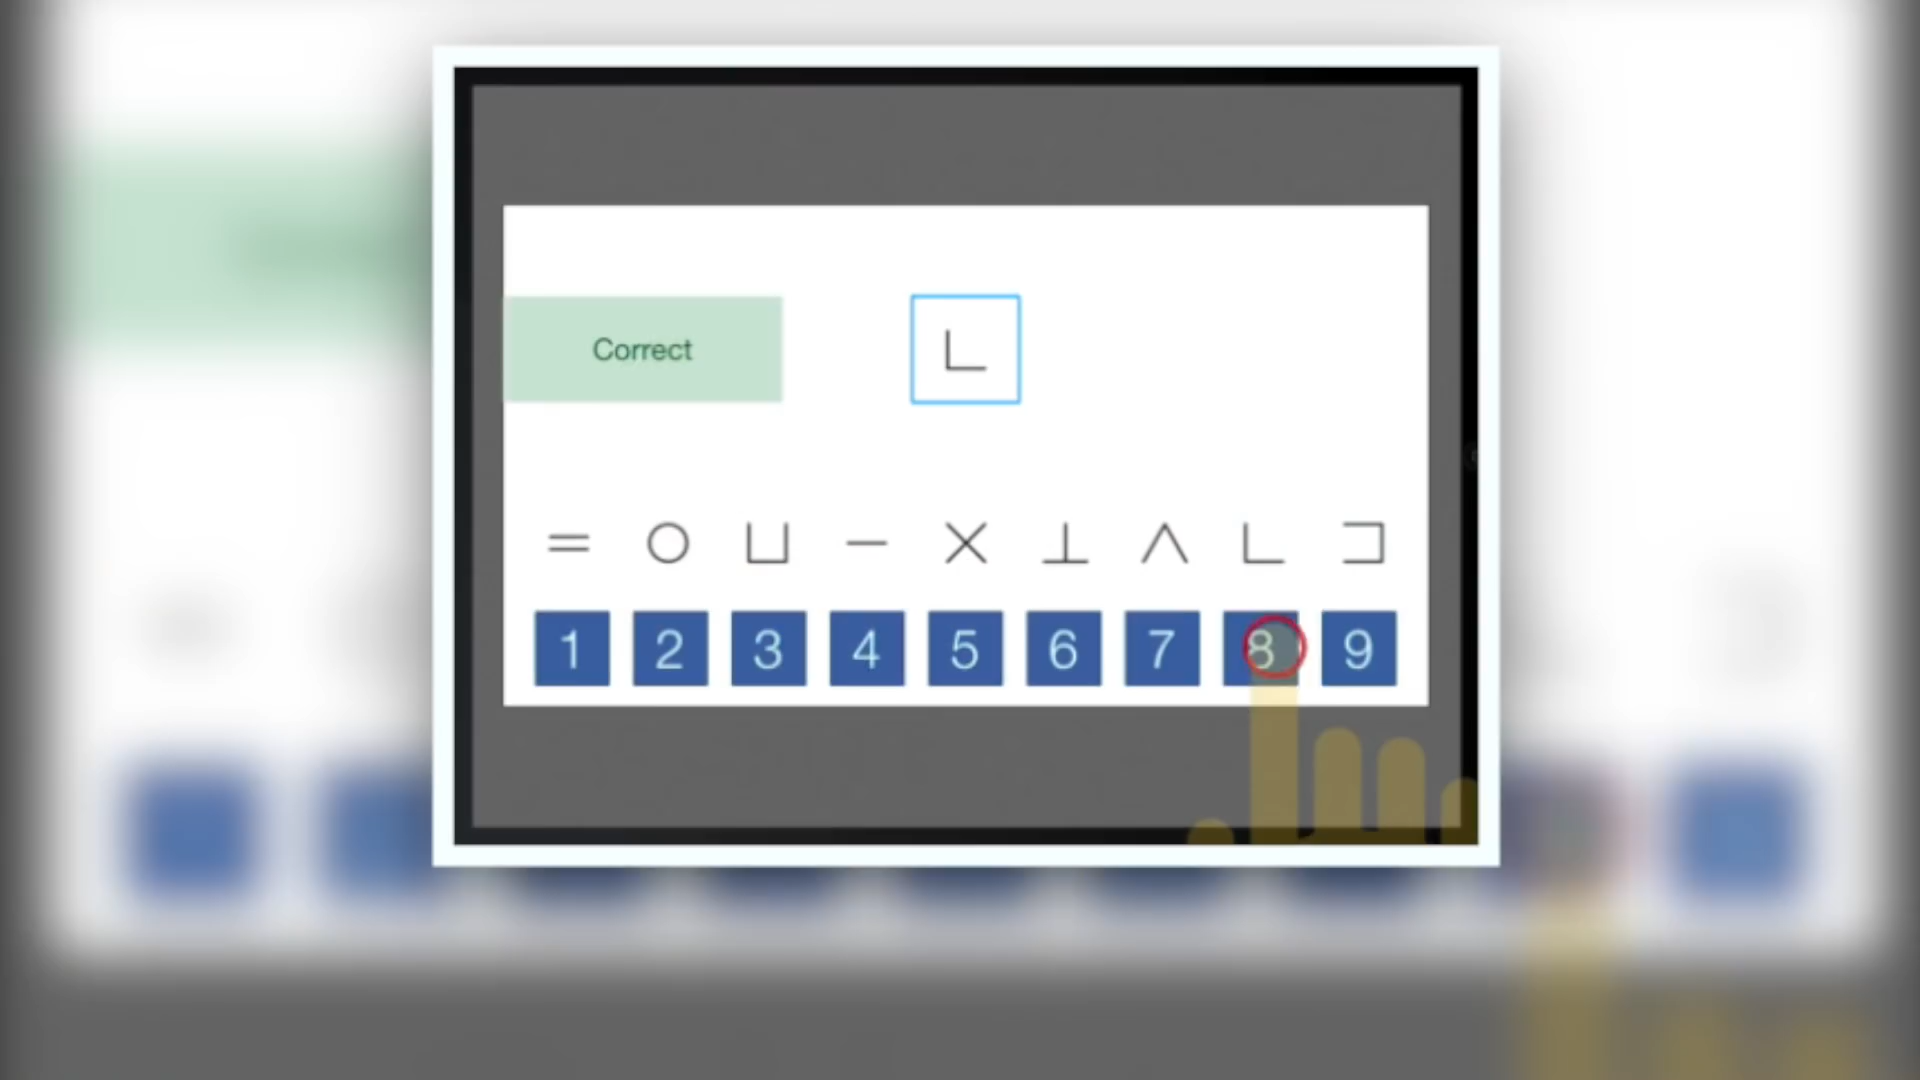 Correct
= ○ ⊔ – × ⊥ ∧ ∟ ⊐
1 2 3 4 5 6 7 8 9